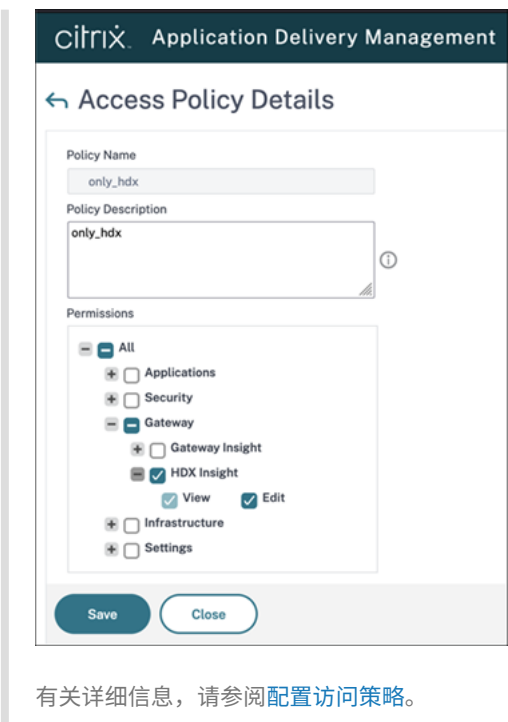 citrix. Application Delivery Management
Access Policy Details
Policy Name
only_hdx
Policy Description
only_hdx
Permissions
All
Applications
Security
Gateway
Gateway Insight
HDX Insight
View Edit
Infrastructure
Settings
Save Close
有关详细信息，请参阅配置访问策略。